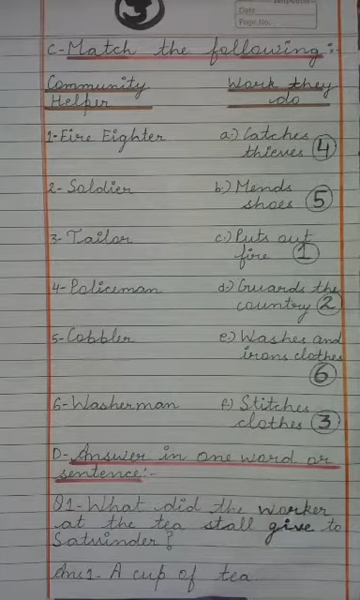 3
Date
Page No.
C- Match the following :-
Community Work they
Helper do
1- Fire Eighter a.) Catches
thieves 4
2- Soldier b.) Mends
shoes 5
3- Tailor c.) Puts out
fire 1
4- Policeman d.) Guards the
country 2
5- Cobbler e.) Washes and
irons clothes
6
6- Washerman f.) Stitches
clothes 3
D- Answer in one word or
sentence:-
Q1- What did the worker
at the tea stall give to
Satvinder?
Ans1- A cup of tea